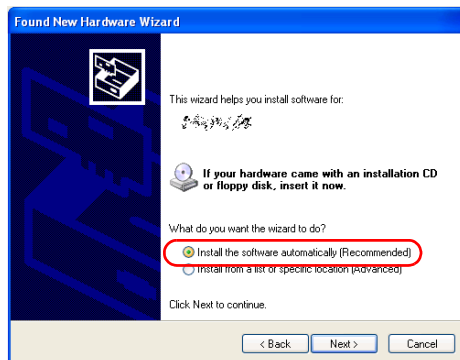 Found New Hardware Wizard
This wizard helps you install software for:
If your hardware came with an installation CD
or floppy disk, insert it now.
What do you want the wizard to do?
Install the software automatically (Recommended)
Install from a list or specific location (Advanced)
Click Next to continue.
< Back Next > Cancel